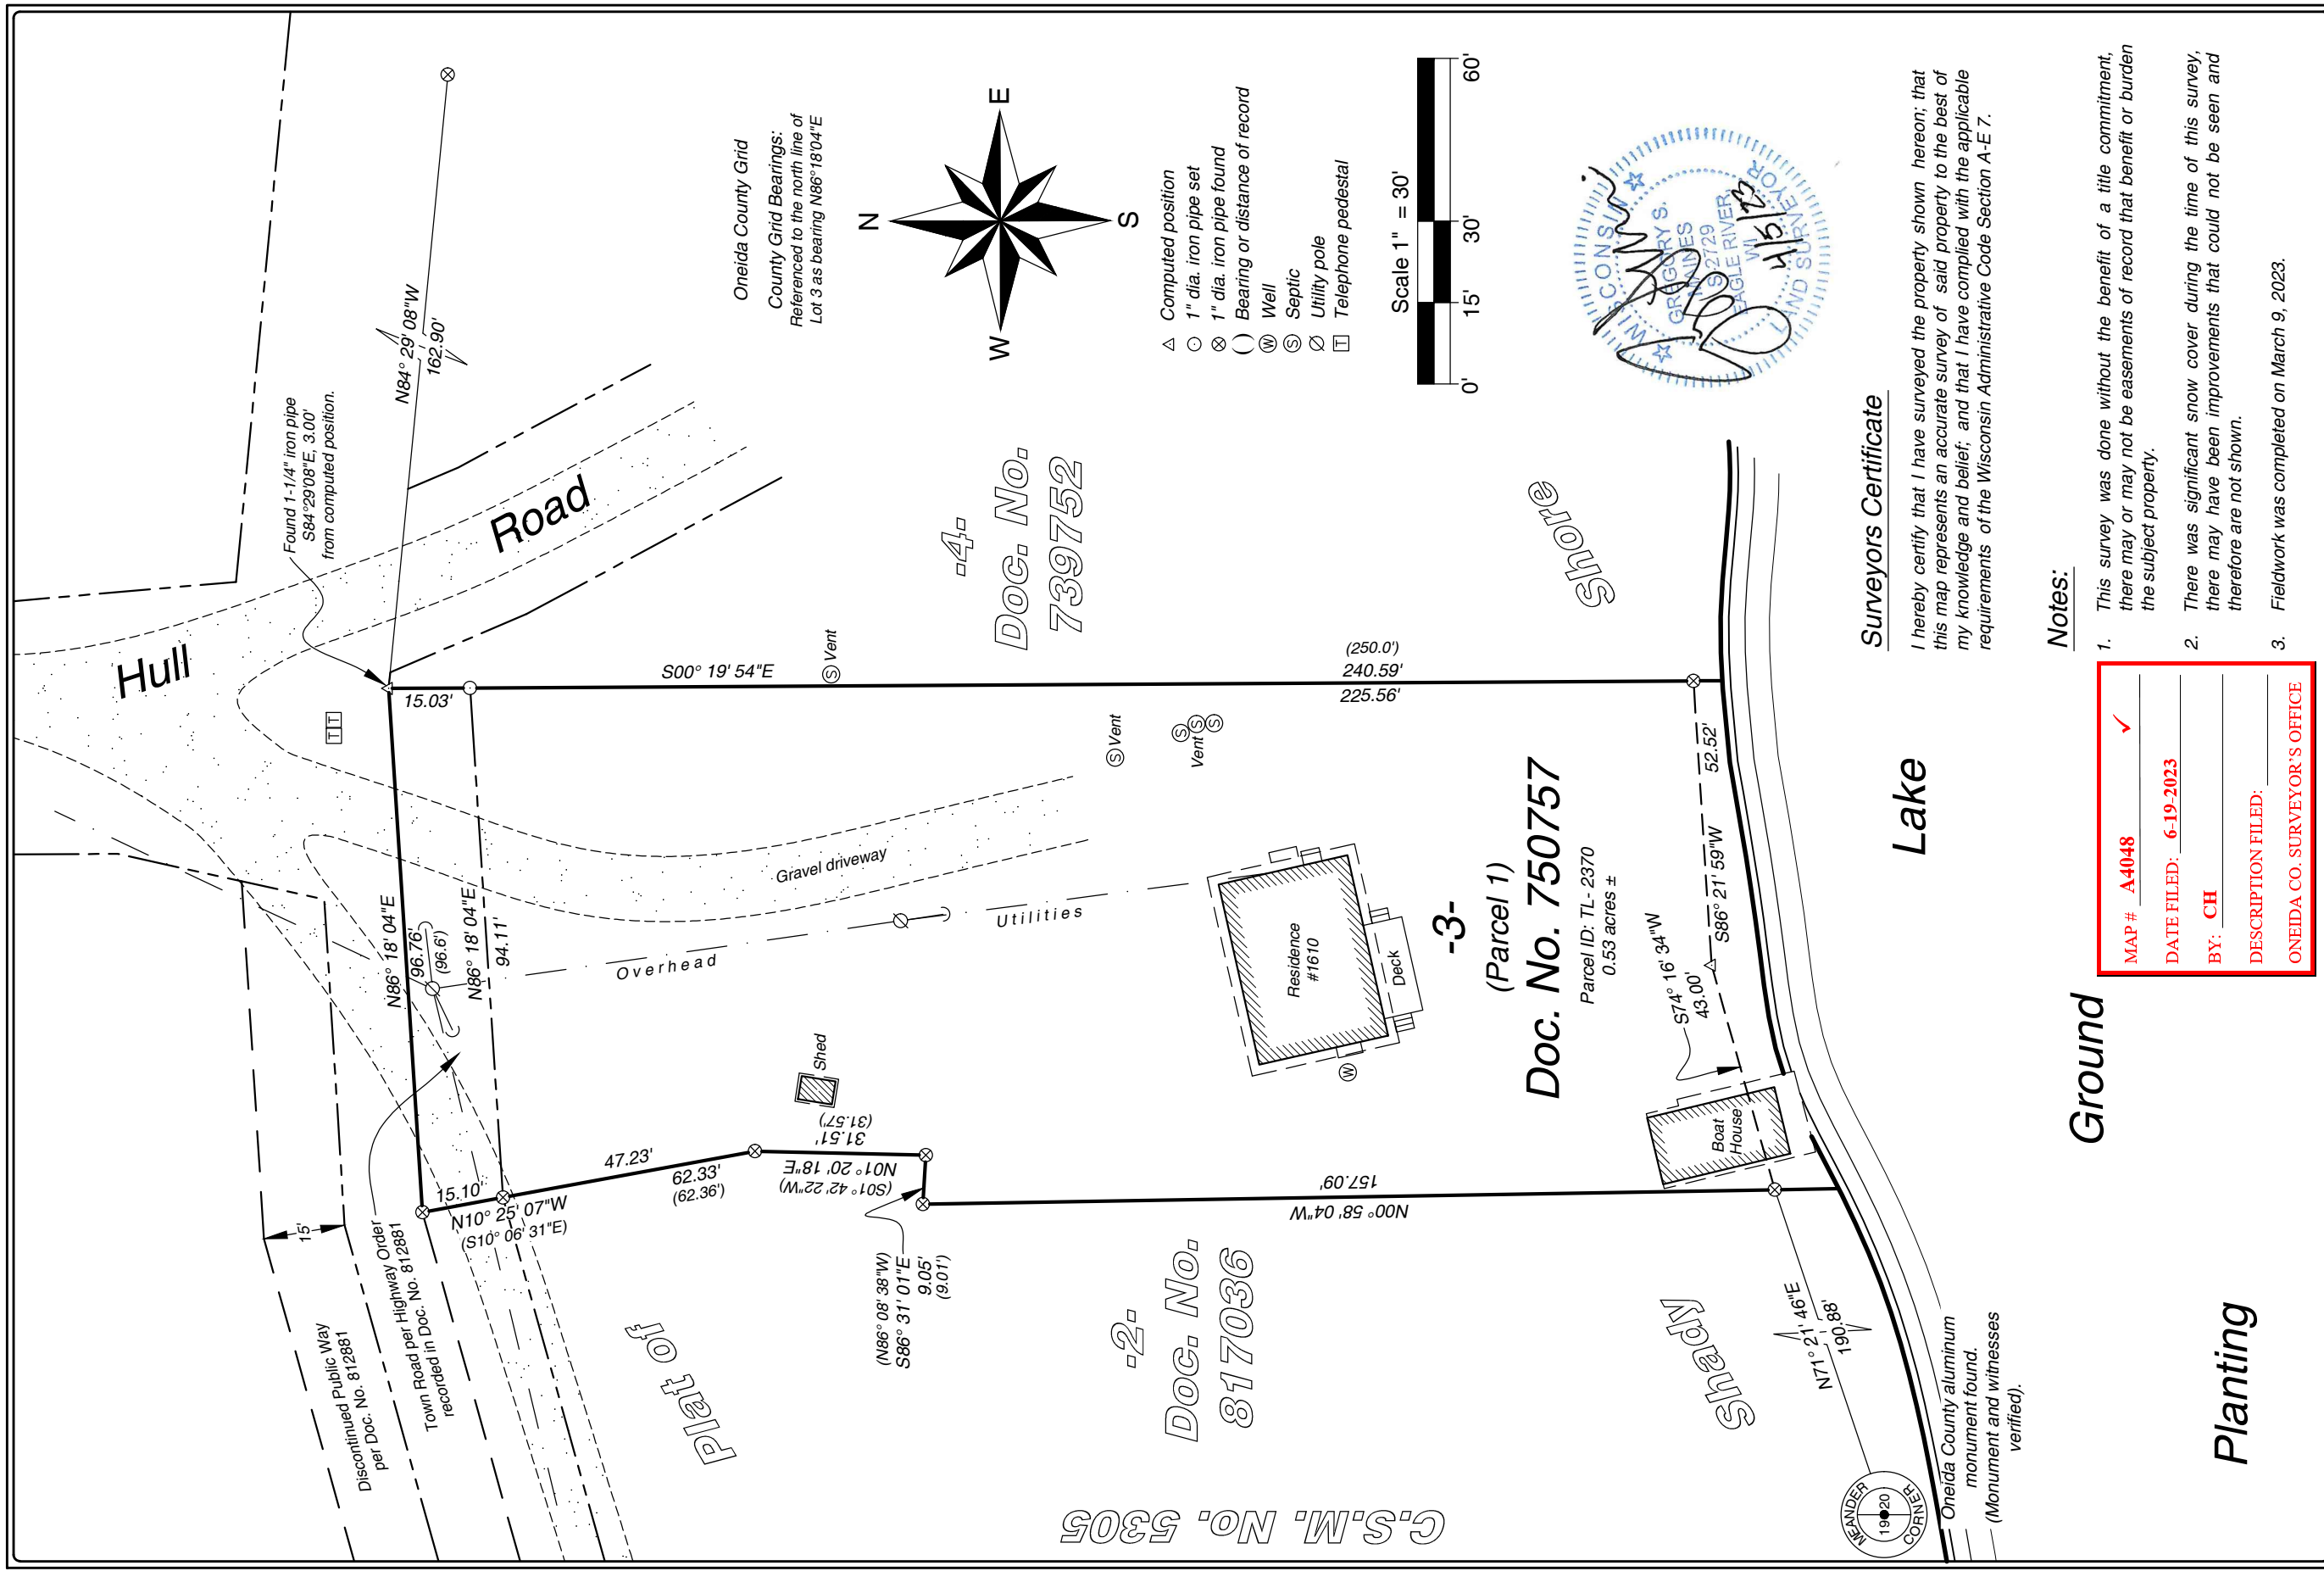 Hull
Road
Found 1-1/4" iron pipe
S84°29'08"E, 3.00'
from computed position.
N84° 29' 08"W
162.90'
Oneida County Grid
County Grid Bearings:
Referenced to the north line of
Lot 3 as bearing N86°18'04"E
N
W
E
S
Computed position
1" dia. iron pipe set
1" dia. iron pipe found
( ) Bearing or distance of record
W Well
S Septic
Utility pole
T Telephone pedestal
Scale 1" = 30'
0' 15' 30' 60'
T T
15.03'
S00° 19' 54"E
(250.0')
240.59'
225.56'
S Vent
S Vent
S S S
Vent
N86° 18' 04"E
96.76'
(96.6')
N86° 18' 04"E
94.11'
Gravel driveway
Overhead
Utilities
15'
Discontinued Public Way
per Doc. No. 812881
Town Road per Highway Order
recorded in Doc. No. 812881
15.10'
N10° 25' 07"W
(S10° 06' 31"E)
47.23'
62.33'
(62.36')
Shed
(31.57')
31.51'
N01° 20' 18"E
(S01° 42' 22"W)
(N86° 08' 38"W)
S86° 31' 01"E
9.05'
(9.01')
157.09'
N00° 58' 04"W
Residence
#1610
Deck
W
-4-
Doc. No.
739752
-3-
(Parcel 1)
Doc. No. 750757
Parcel ID: TL- 2370
0.53 acres ±
-2-
Doc. No.
817036
Plat of
Shady
Shore
C.S.M. No. 5305
52.52'
S86° 21' 59"W
S74° 16' 34"W
43.00'
Boat
House
N71° 21' 46"E
190.88'
MEANDER
1920
CORNER
Oneida County aluminum
monument found.
(Monument and witnesses
verified).
Planting
Ground
Lake
WISCONSIN
GREGORY S.
MAINES
S-2729
EAGLE RIVER,
WI
LAND SURVEYOR
4/5/23
Surveyors Certificate
I hereby certify that I have surveyed the property shown hereon; that
this map represents an accurate survey of said property to the best of
my knowledge and belief; and that I have complied with the applicable
requirements of the Wisconsin Administrative Code Section A-E 7.
Notes:
1. This survey was done without the benefit of a title commitment,
there may or may not be easements of record that benefit or burden
the subject property.
2. There was significant snow cover during the time of this survey,
there may have been improvements that could not be seen and
therefore are not shown.
3. Fieldwork was completed on March 9, 2023.
MAP # A4048 ✓
DATE FILED: 6-19-2023
BY: CH
DESCRIPTION FILED:
ONEIDA CO. SURVEYOR'S OFFICE